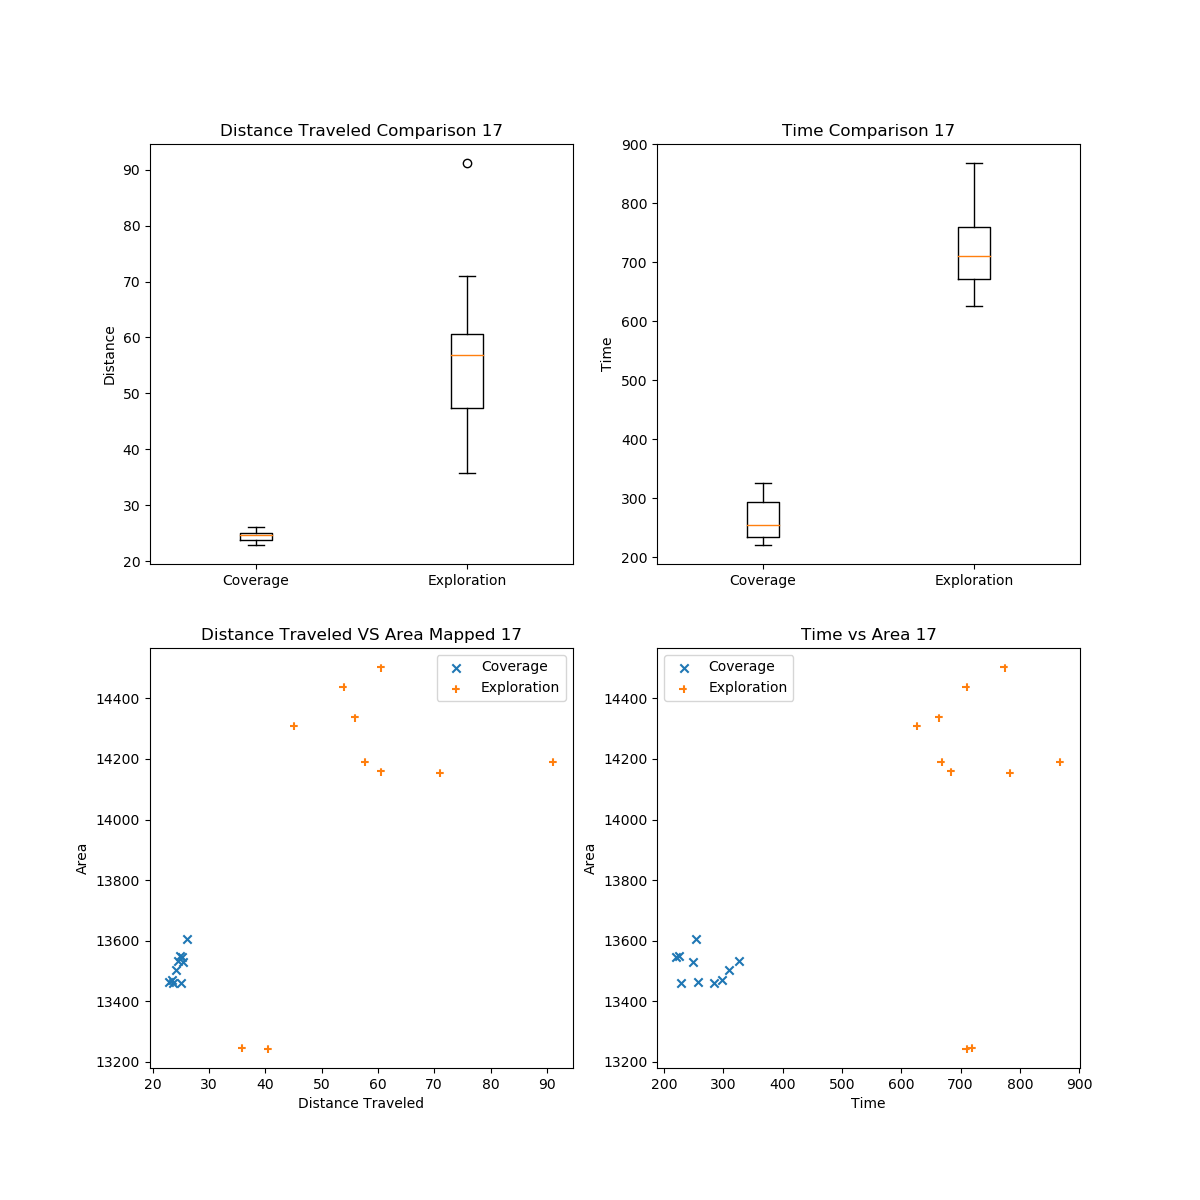 Distance Traveled Comparison 17
90
80
70
60
50
40
30
20
Distance
Coverage Exploration
Time Comparison 17
900
800
700
600
500
400
300
200
Time
Coverage Exploration
Distance Traveled VS Area Mapped 17
Coverage
Exploration
14400
14200
14000
13800
13600
13400
13200
Area
20 30 40 50 60 70 80 90
Distance Traveled
Time vs Area 17
Coverage
Exploration
14400
14200
14000
13800
13600
13400
13200
Area
200 300 400 500 600 700 800 900
Time